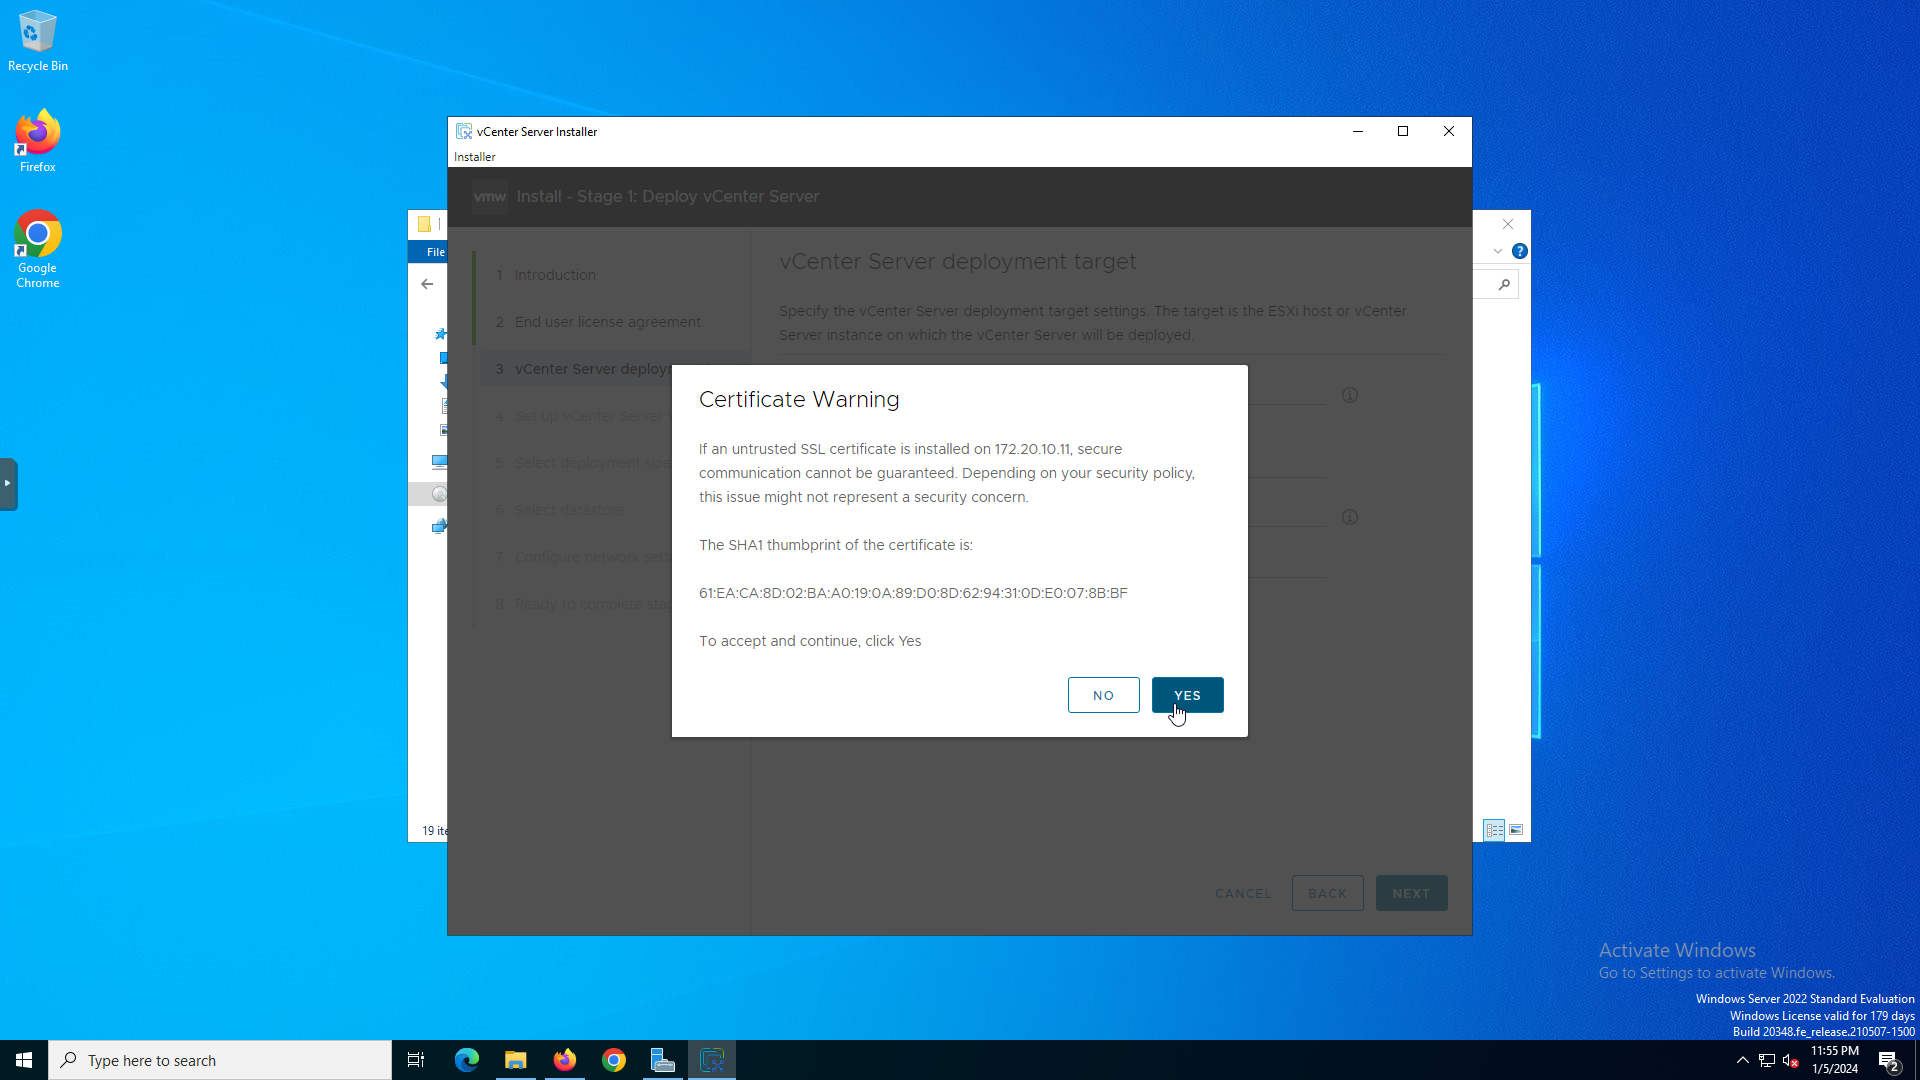 Recycle Bin
Firefox
Google
Chrome
vCenter Server Installer
Installer
vmw Install - Stage 1: Deploy vCenter Server
File
19 ite
1 Introduction
2 End user license agreement
3 vCenter Server deploy
4 Set up vCenter Server
5 Select deployment size
6 Select datastore
7 Configure network sett
8 Ready to complete sta
vCenter Server deployment target
Specify the vCenter Server deployment target settings. The target is the ESXi host or vCenter
Server instance on which the vCenter Server will be deployed.
Certificate Warning
If an untrusted SSL certificate is installed on 172.20.10.11, secure
communication cannot be guaranteed. Depending on your security policy,
this issue might not represent a security concern.
The SHA1 thumbprint of the certificate is:
61:EA:CA:8D:02:BA:A0:19:0A:89:D0:8D:62:94:31:0D:E0:07:8B:BF
To accept and continue, click Yes
NO YES
CANCEL BACK NEXT
Activate Windows
Go to Settings to activate Windows.
Windows Server 2022 Standard Evaluation
Windows License valid for 179 days
Build 20348.fe_release.210507-1500
Type here to search
11:55 PM
1/5/2024
2